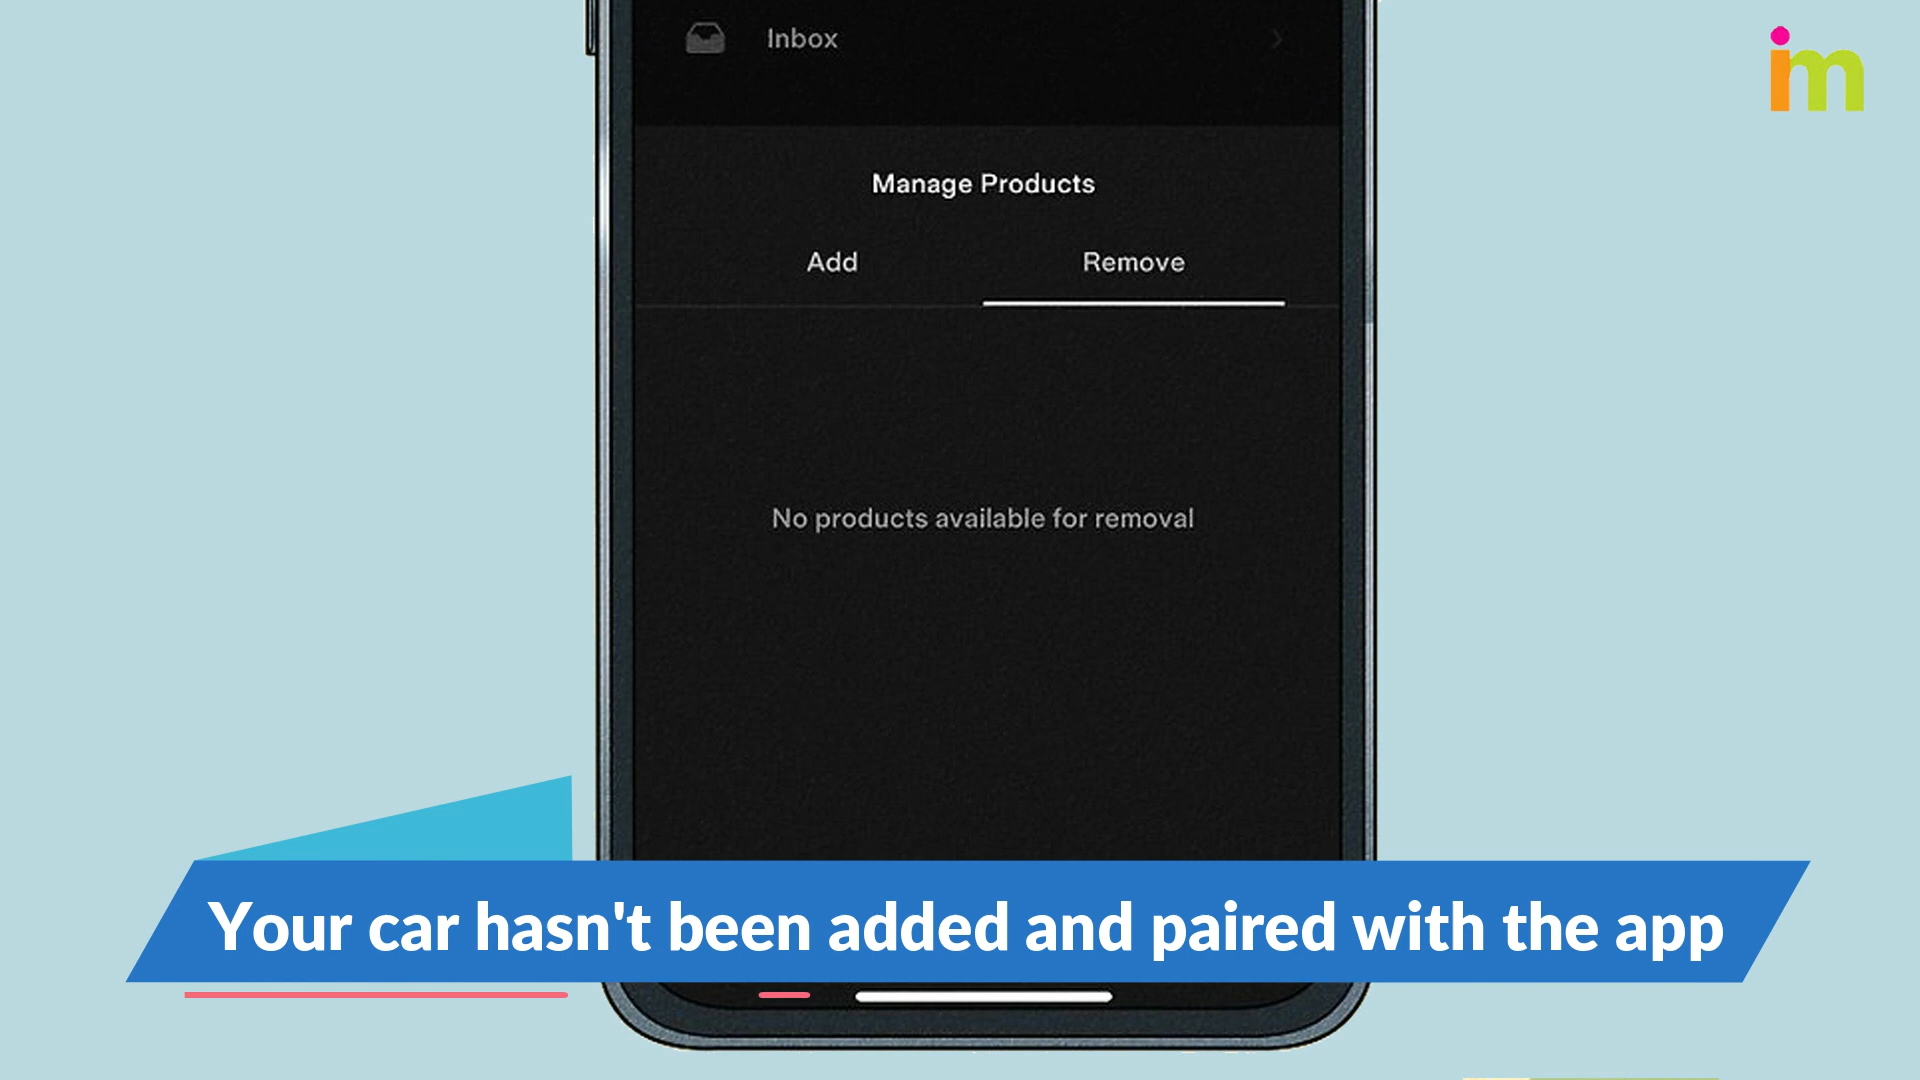 im
Inbox
Manage Products
Add Remove
No products available for removal
Your car hasn't been added and paired with the app